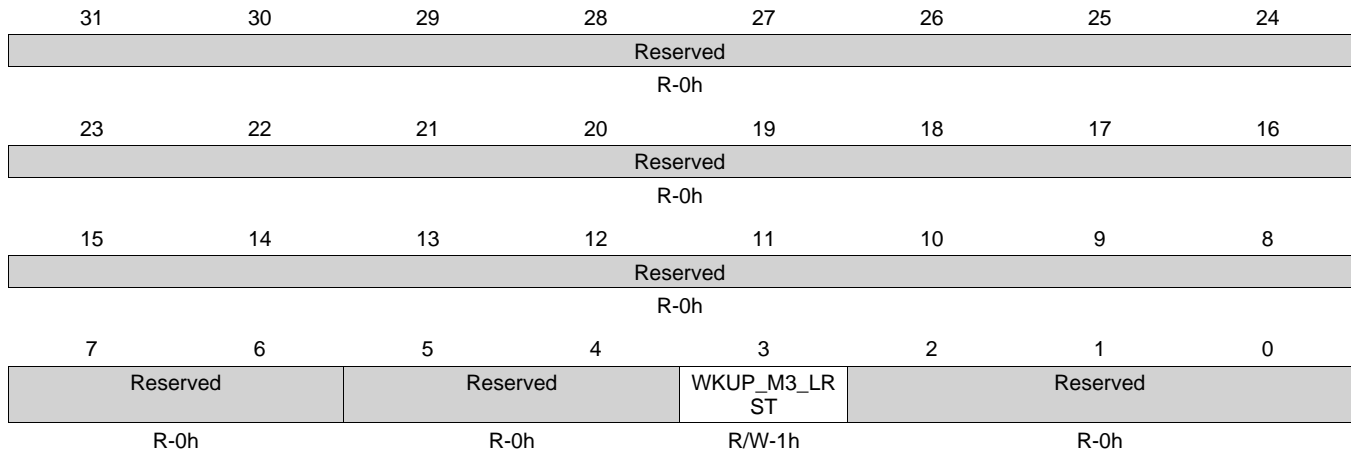 31 30 29 28 27 26 25 24
Reserved
R-0h
23 22 21 20 19 18 17 16
Reserved
R-0h
15 14 13 12 11 10 9 8
Reserved
R-0h
7 6 5 4 3 2 1 0
Reserved Reserved WKUP_M3_LR Reserved
ST
R-0h R-0h R/W-1h R-0h